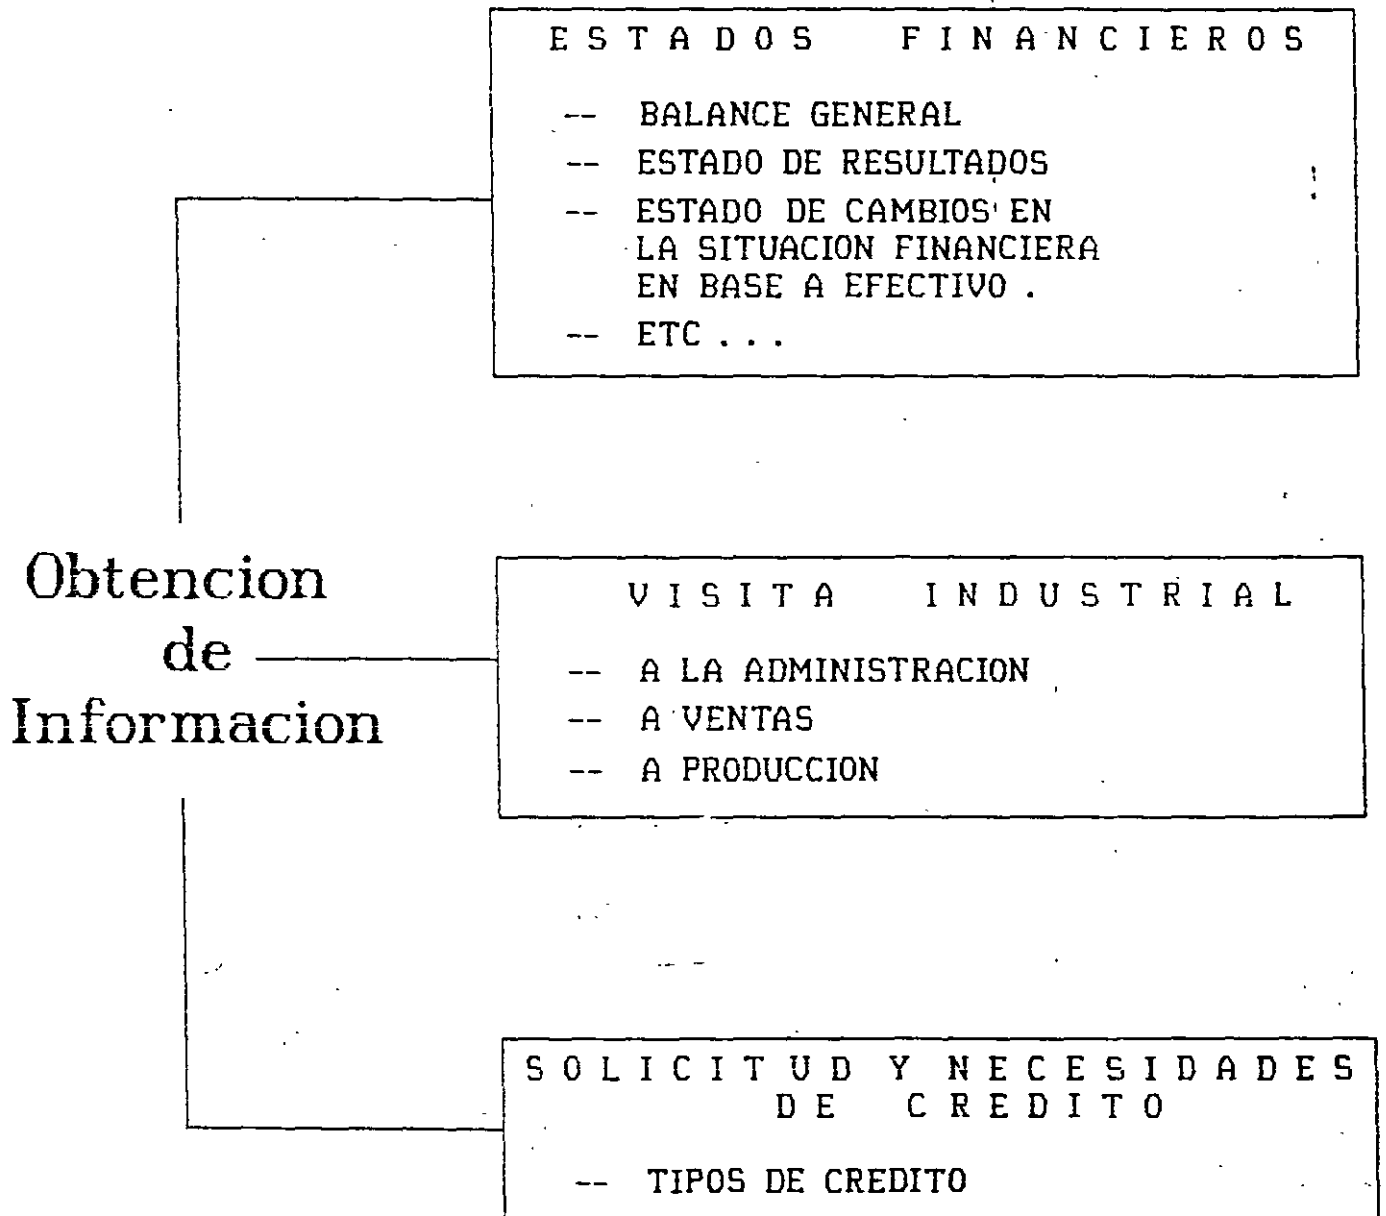 ESTADOS FINANCIEROS
-- BALANCE GENERAL
-- ESTADO DE RESULTADOS
-- ESTADO DE CAMBIOS EN
LA SITUACION FINANCIERA
EN BASE A EFECTIVO .
-- ETC . . .
Obtencion
de
Informacion
VISITA INDUSTRIAL
-- A LA ADMINISTRACION
-- A VENTAS
-- A PRODUCCION
SOLICITUD Y NECESIDADES
DE CREDITO
-- TIPOS DE CREDITO